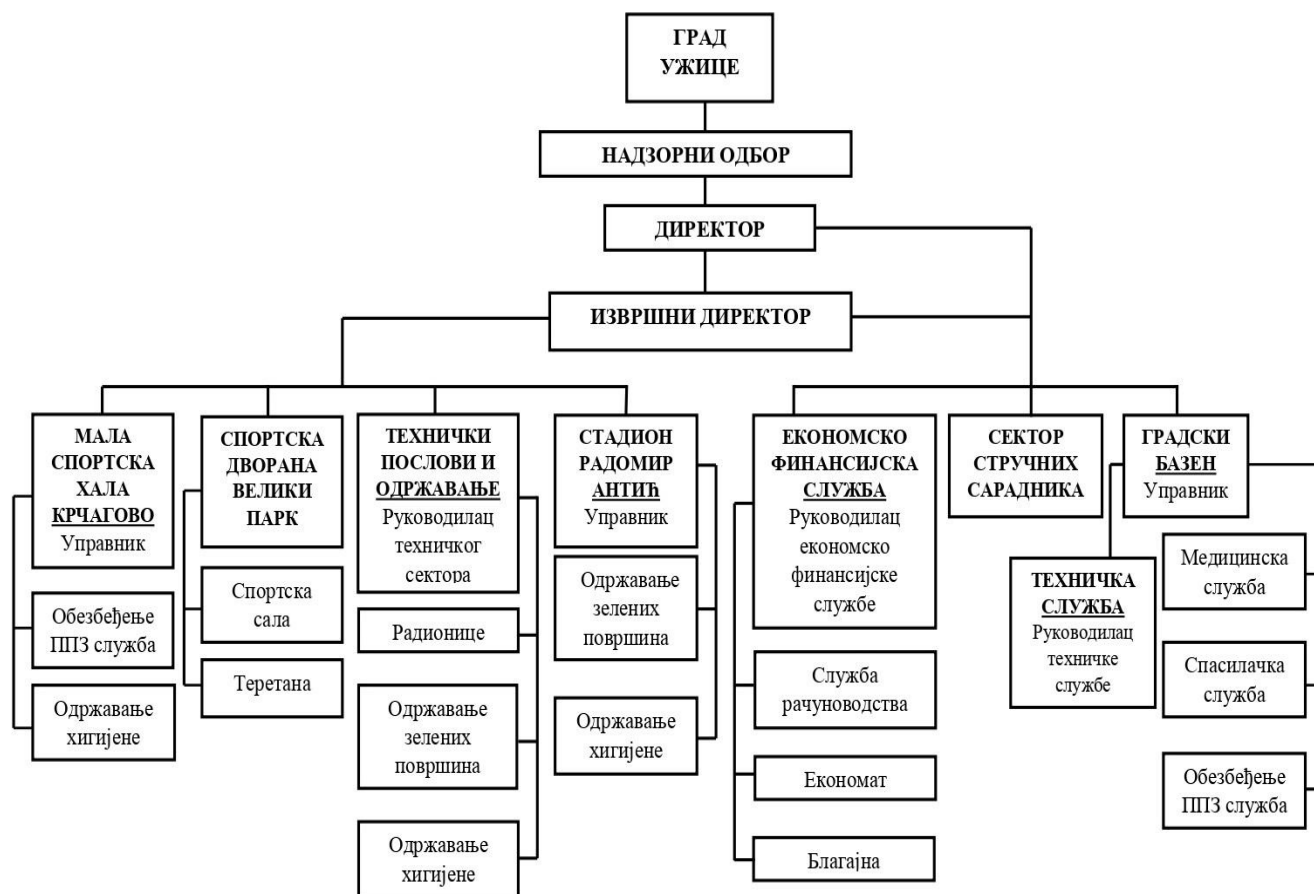 ГРАД
УЖИЦЕ
НАДЗОРНИ ОДБОР
ДИРЕКТОР
ИЗВРШНИ ДИРЕКТОР
МАЛА
СПОРТСКА
ХАЛА
КРЧАГОВО
Управник
Обезбеђење
ППЗ служба
Одржавање
хигијене
СПОРТСКА
ДВОРАНА
ВЕЛИКИ
ПАРК
Спортска
сала
Теретана
ТЕХНИЧКИ
ПОСЛОВИ И
ОДРЖАВАЊЕ
Руководилац
техничког
сектора
Радионице
Одржавање
зелених
површина
Одржавање
хигијене
СТАДИОН
РАДОМИР
АНТИЋ
Управник
Одржавање
зелених
површина
Одржавање
хигијене
ЕКОНОМСКО
ФИНАНСИЈСКА
СЛУЖБА
Руководилац
економско
финансијске
службе
Служба
рачуноводства
Економат
Благајна
СЕКТОР
СТРУЧНИХ
САРАДНИКА
ГРАДСКИ
БАЗЕН
Управник
ТЕХНИЧКА
СЛУЖБА
Руководилац
техничке
службе
Медицинска
служба
Спасилачка
служба
Обезбеђење
ППЗ служба